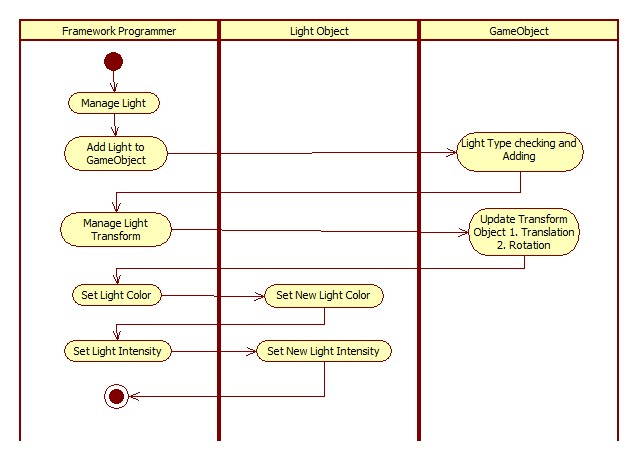 Framework Programmer
Light Object
GameObject
Manage Light
Add Light to
GameObject
Light Type checking and
Adding
Manage Light
Transform
Update Transform
Object 1. Translation
2. Rotation
Set Light Color
Set New Light Color
Set Light Intensity
Set New Light Intensity